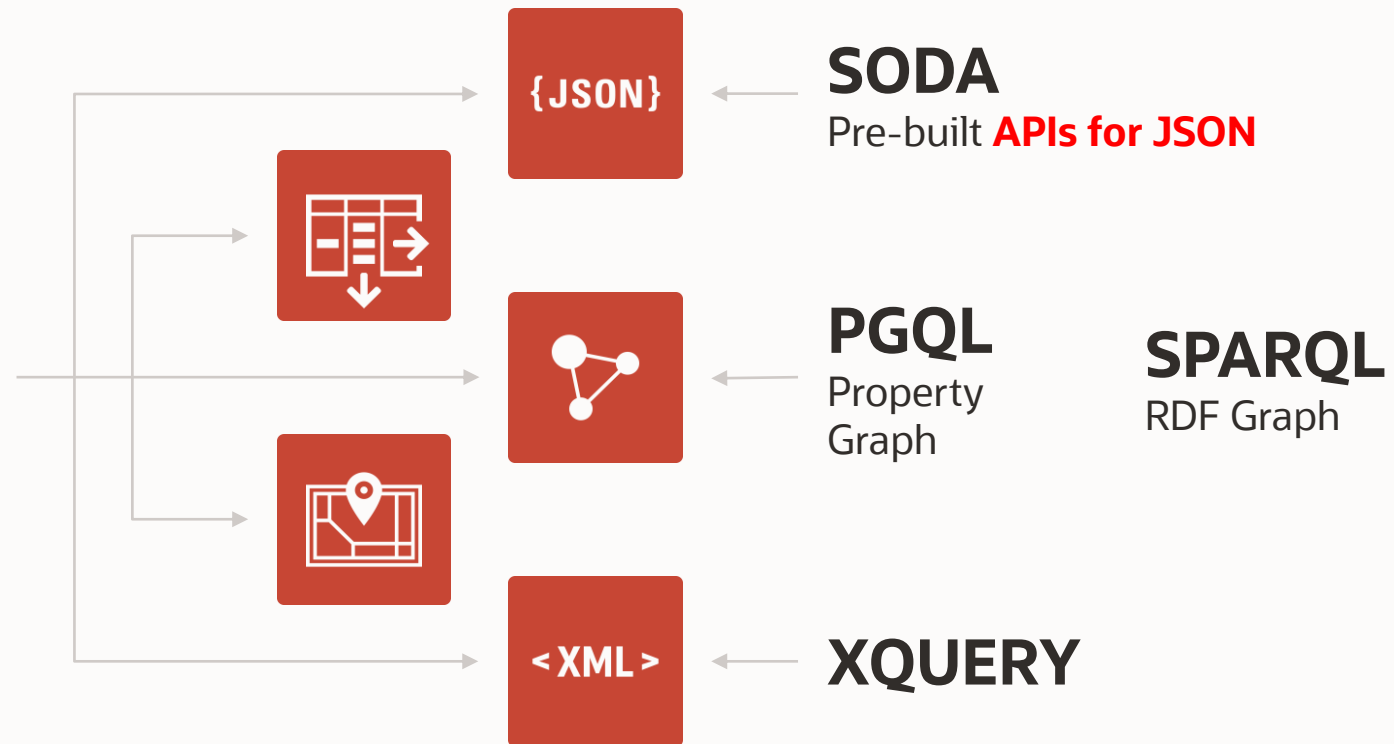 {JSON}
SODA
Pre-built APIs for JSON
PGQL
Property
Graph
SPARQL
RDF Graph
<XML>
XQUERY